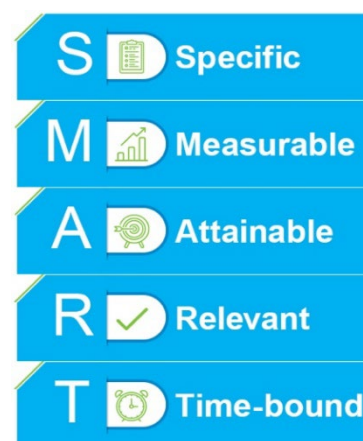 S Specific
M Measurable
A Attainable
R Relevant
T Time-bound